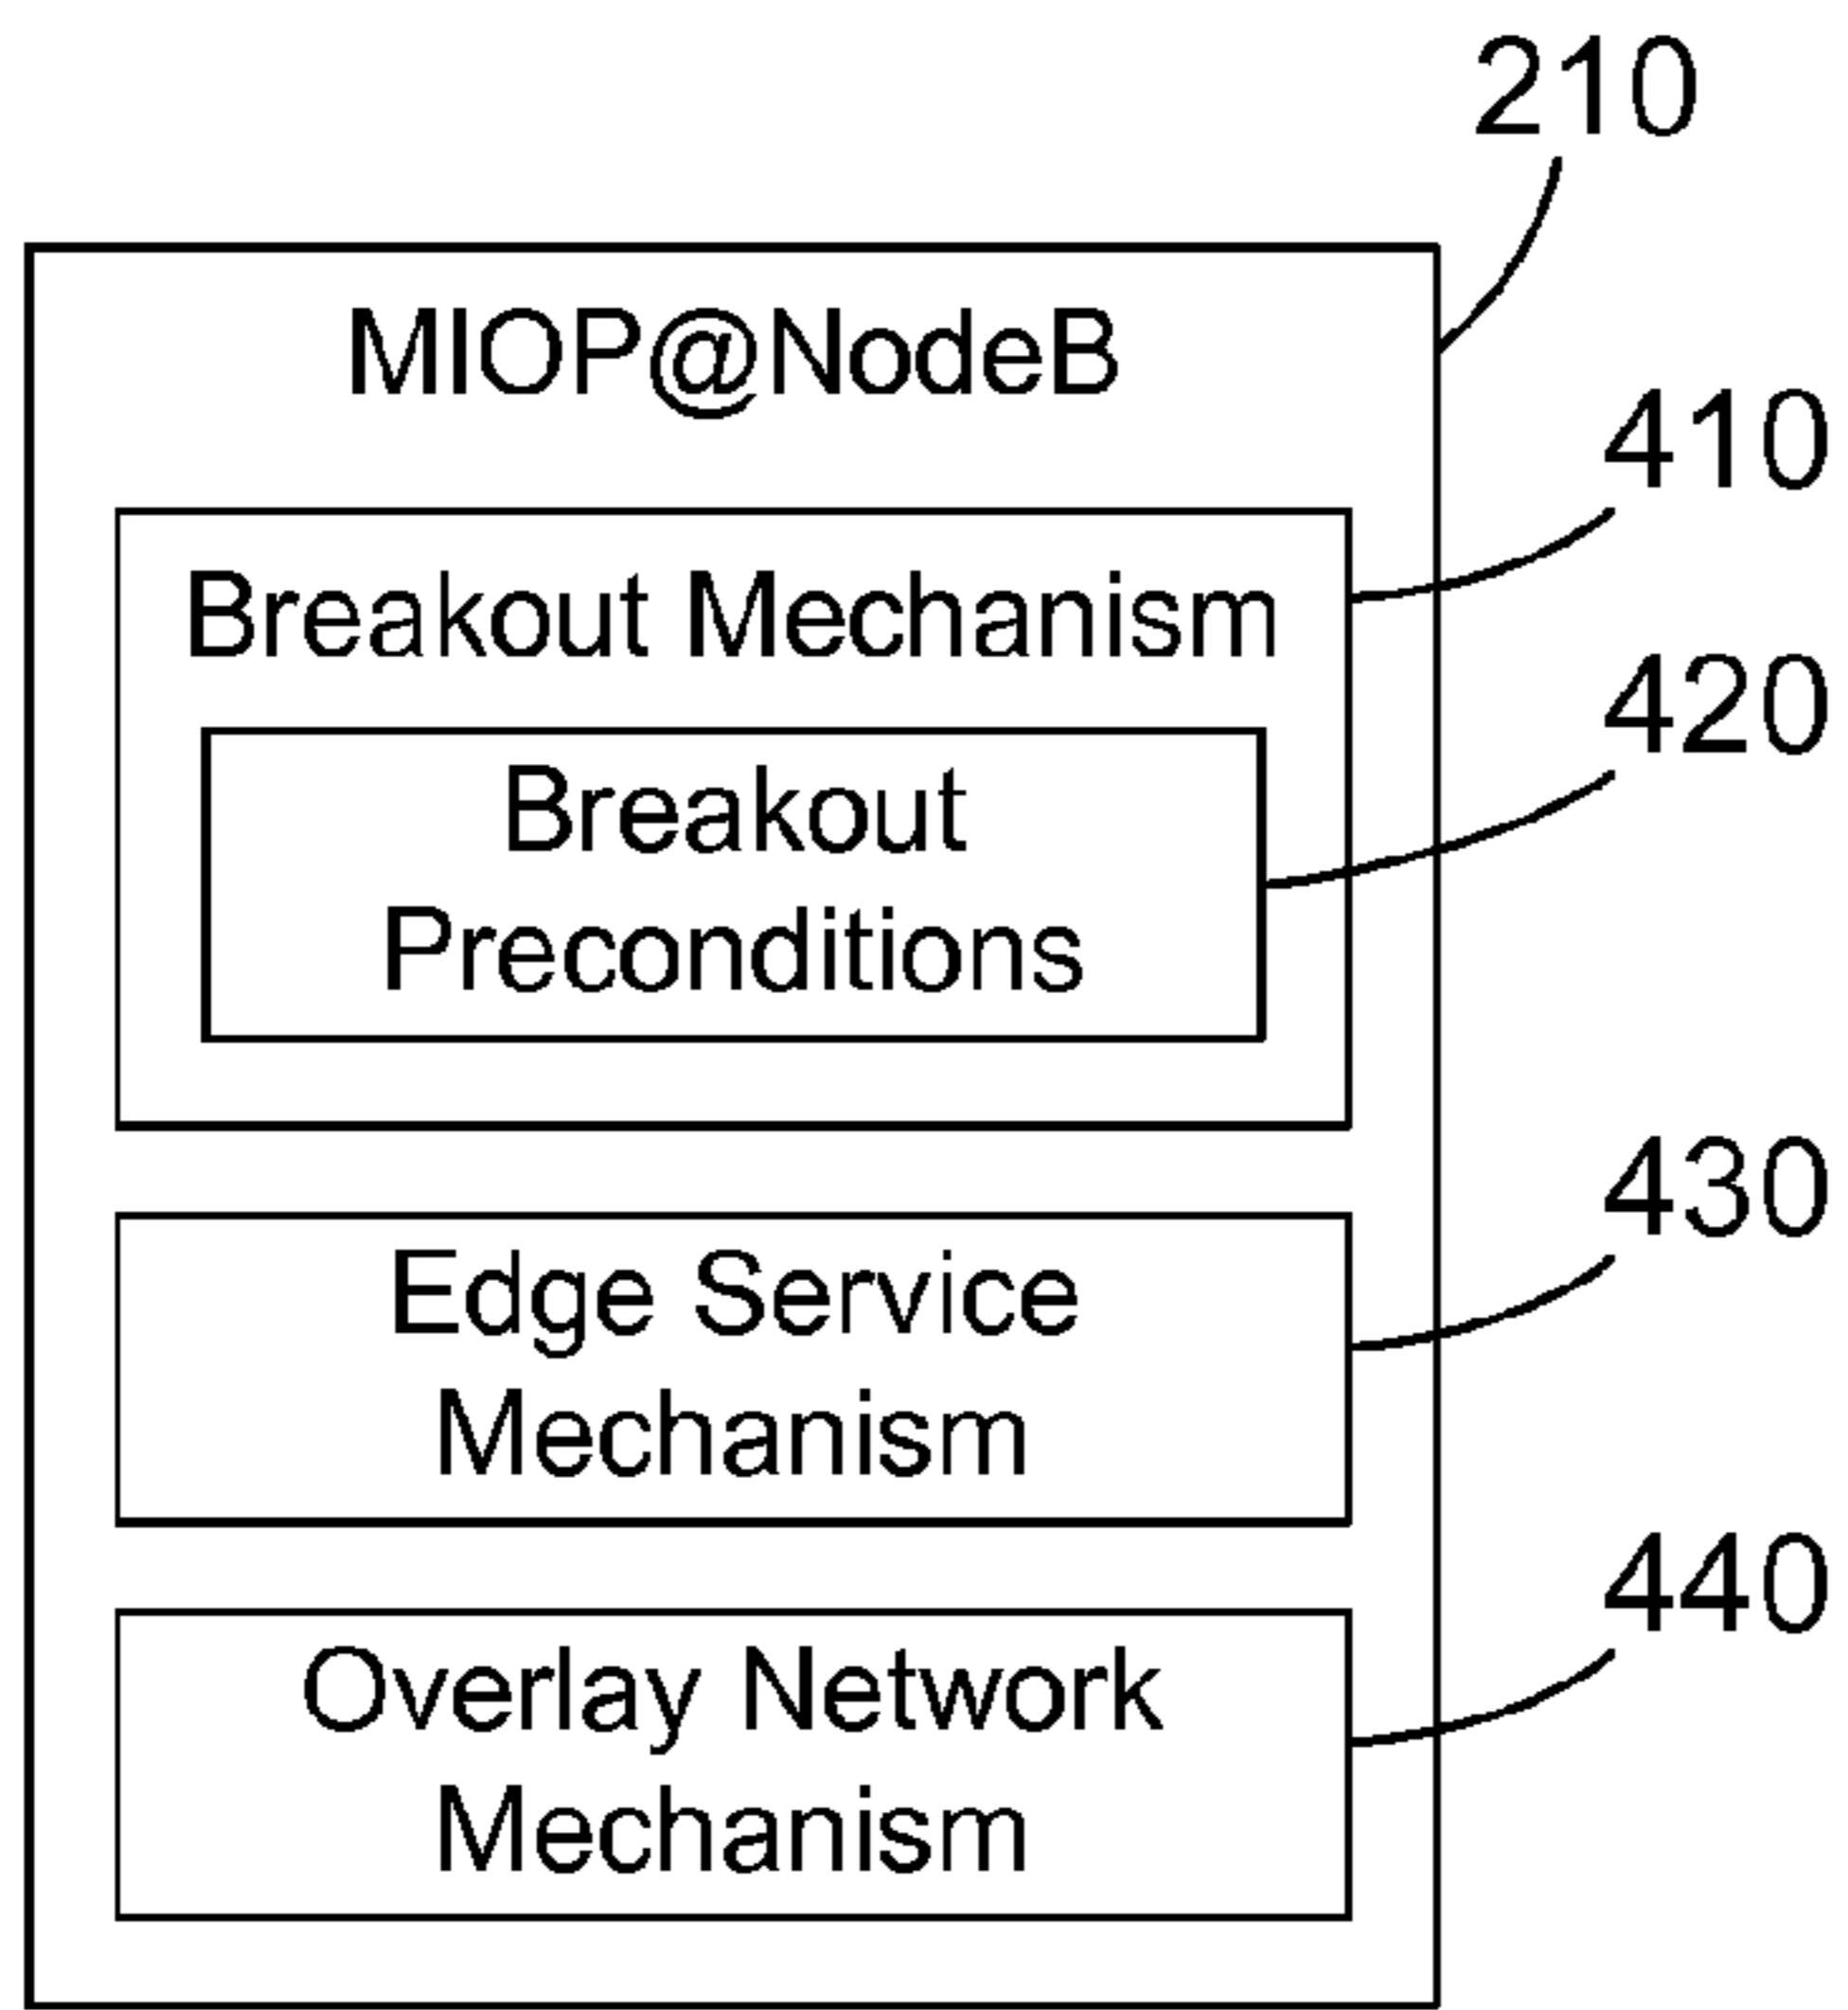 210
MIOP@NodeB
410
Breakout Mechanism
420
Breakout
Preconditions
430
Edge Service
Mechanism
440
Overlay Network
Mechanism